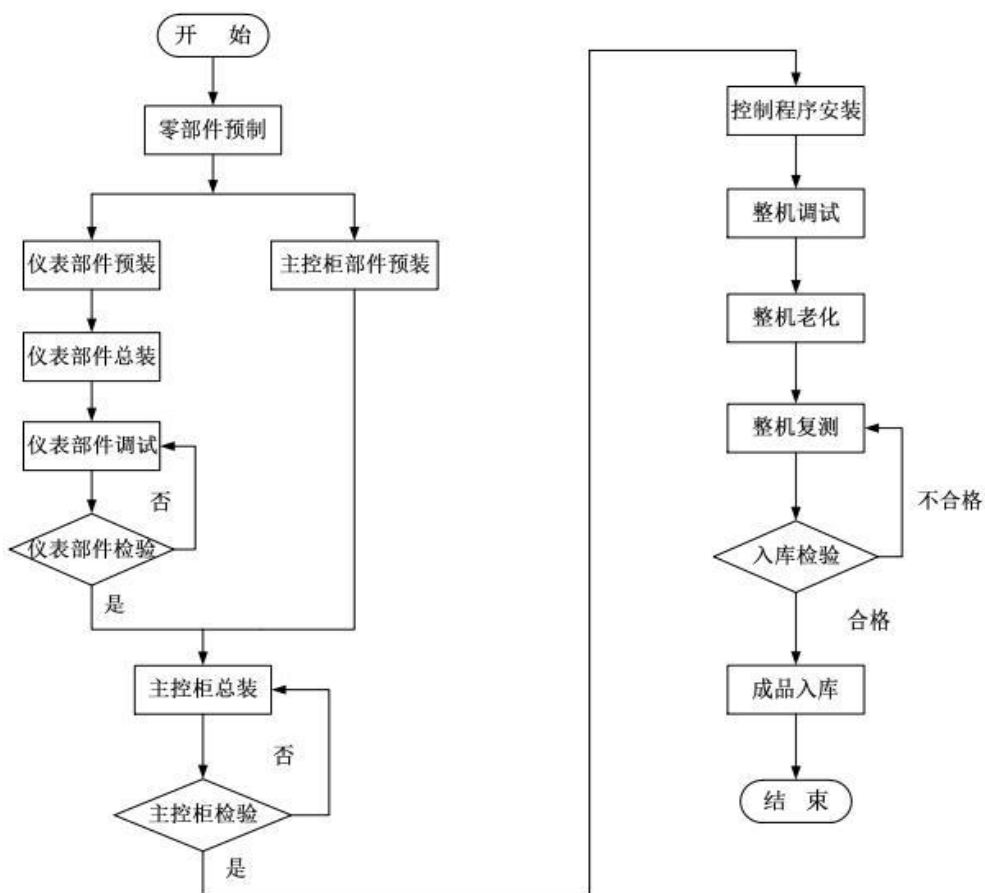 开 始
零部件预制
仪表部件预装
主控柜部件预装
仪表部件总装
仪表部件调试
否
仪表部件检验
是
主控柜总装
否
主控柜检验
是
控制程序安装
整机调试
整机老化
整机复测
不合格
入库检验
合格
成品入库
结 束